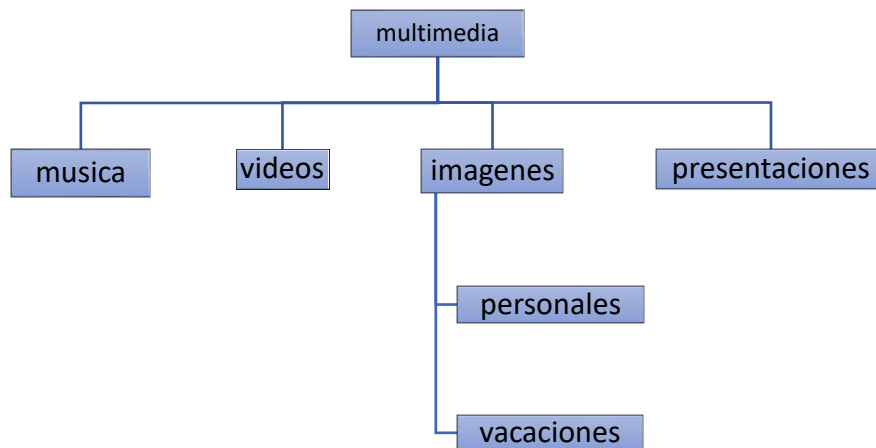 multimedia
musica
videos
imagenes
presentaciones
personales
vacaciones